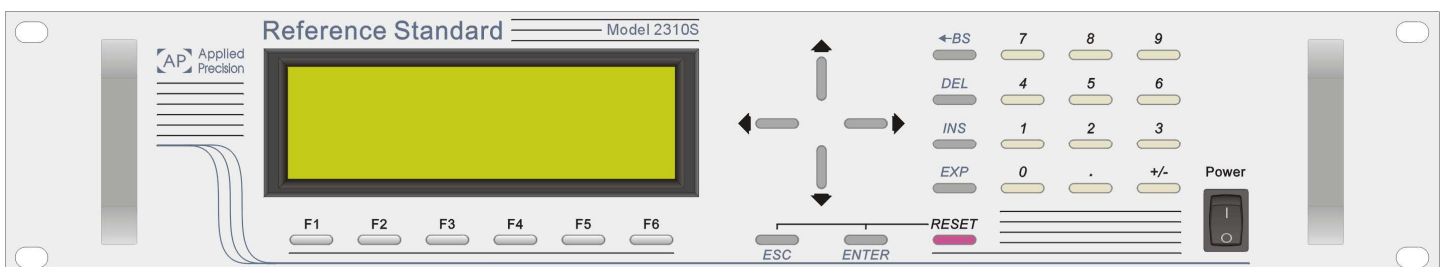 Reference Standard Model 2310S
AP Applied
Precision
←BS 7 8 9
DEL 4 5 6
INS 1 2 3
EXP 0 . +/- Power
F1 F2 F3 F4 F5 F6
RESET
ESC ENTER
I
O